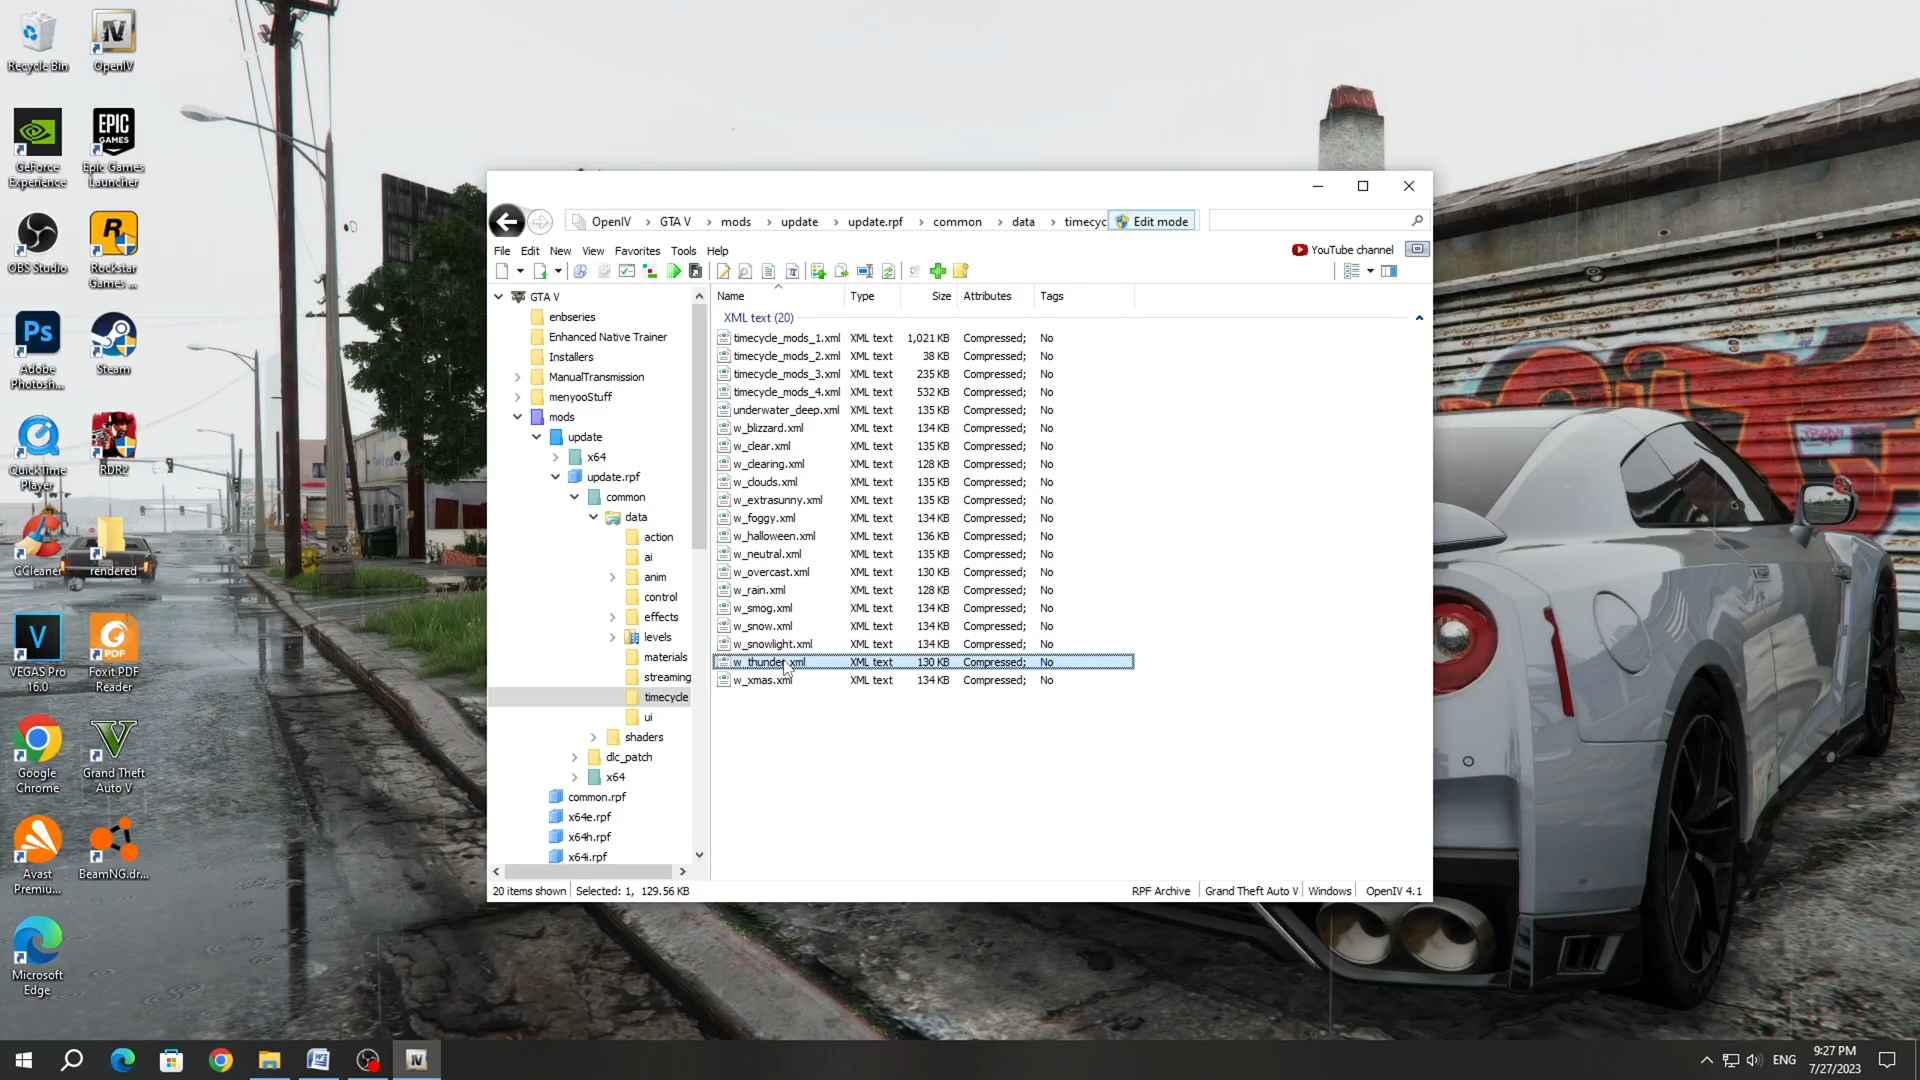 Recycle Bin
OpenIV
GeForce
Experience
EPIC
GAMES
Epic Games
Launcher
OBS Studio
Rockstar
Games ...
Ps
Adobe
Photosh...
Steam
QuickTime
Player
RDR2
CCleaner
rendered
V
VEGAS Pro
16.0
PDF
Foxit PDF
Reader
Google
Chrome
Grand Theft
Auto V
Avast
Premiu...
BeamNG.dr...
Microsoft
Edge
OpenIV
GTA V
mods
update
update.rpf
common
data
timecyc
Edit mode
File
Edit
New
View
Favorites
Tools
Help
YouTube channel
GTA V
enbseries
Enhanced Native Trainer
Installers
ManualTransmission
menyooStuff
mods
update
x64
update.rpf
common
data
action
ai
anim
control
effects
levels
materials
streaming
timecycle
ui
shaders
dlc_patch
x64
common.rpf
x64e.rpf
x64h.rpf
x64i.rpf
Name Type Size Attributes Tags
XML text (20)
timecycle_mods_1.xml XML text 1,021 KB Compressed; No
timecycle_mods_2.xml XML text 38 KB Compressed; No
timecycle_mods_3.xml XML text 235 KB Compressed; No
timecycle_mods_4.xml XML text 532 KB Compressed; No
underwater_deep.xml XML text 135 KB Compressed; No
w_blizzard.xml XML text 134 KB Compressed; No
w_clear.xml XML text 135 KB Compressed; No
w_clearing.xml XML text 128 KB Compressed; No
w_clouds.xml XML text 135 KB Compressed; No
w_extrasunny.xml XML text 135 KB Compressed; No
w_foggy.xml XML text 134 KB Compressed; No
w_halloween.xml XML text 136 KB Compressed; No
w_neutral.xml XML text 135 KB Compressed; No
w_overcast.xml XML text 130 KB Compressed; No
w_rain.xml XML text 128 KB Compressed; No
w_smog.xml XML text 134 KB Compressed; No
w_snow.xml XML text 134 KB Compressed; No
w_snowlight.xml XML text 134 KB Compressed; No
w_thunder.xml XML text 130 KB Compressed; No
w_xmas.xml XML text 134 KB Compressed; No
20 items shown Selected: 1, 129.56 KB
RPF Archive Grand Theft Auto V Windows OpenIV 4.1
ENG
9:27 PM
7/27/2023